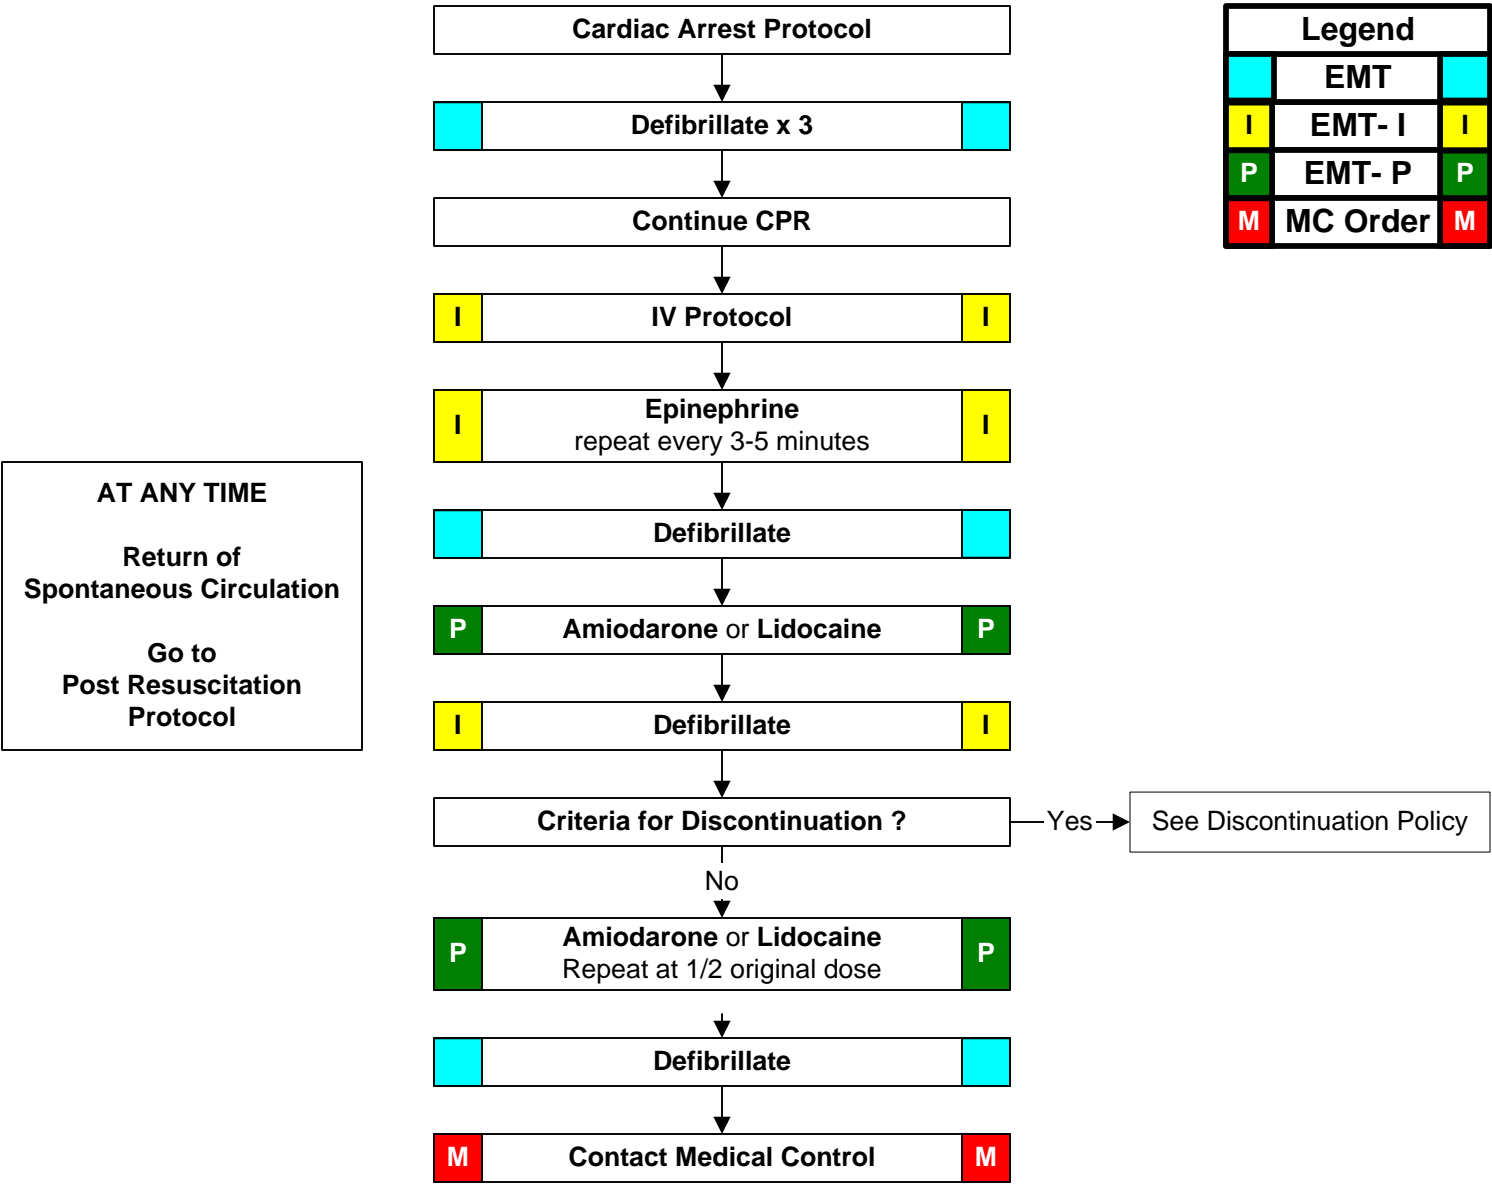 Cardiac Arrest Protocol
Legend
EMT
I EMT- I I
P EMT- P P
M MC Order M
Defibrillate x 3
Continue CPR
I IV Protocol I
I Epinephrine I
repeat every 3-5 minutes
AT ANY TIME
Return of
Spontaneous Circulation
Go to
Post Resuscitation
Protocol
Defibrillate
P Amiodarone or Lidocaine P
I Defibrillate I
Criteria for Discontinuation ?
Yes
See Discontinuation Policy
No
P Amiodarone or Lidocaine P
Repeat at 1/2 original dose
Defibrillate
M Contact Medical Control M